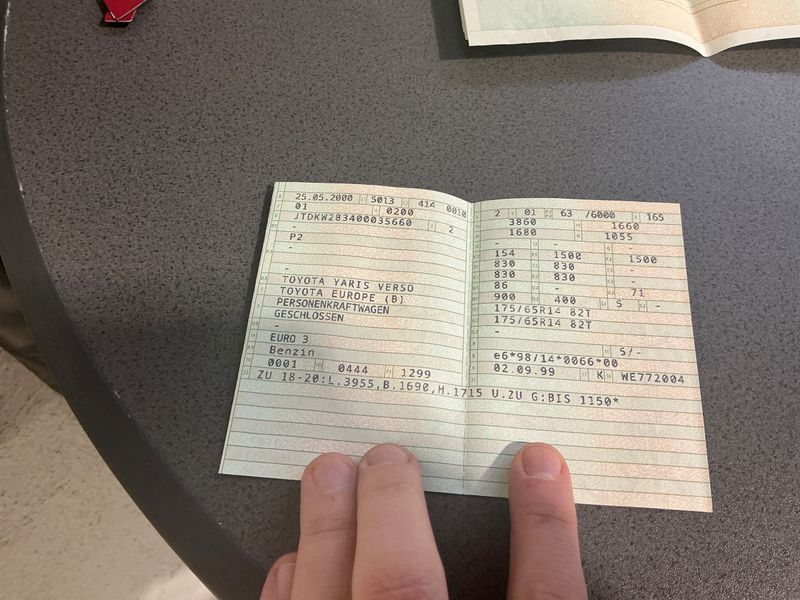 25.05.2000 5013 414 0010
01 0200
JTDKW283400035660 2
-
P2
-
-
TOYOTA YARIS VERSO
TOYOTA EUROPE (B)
PERSONENKRAFTWAGEN
GESCHLOSSEN
-
EURO 3
Benzin
0001 0444 1299
2 01 63 /6000 165
3860 1660
1680 1055
- - -
154 1500 1500
830 830 -
830 830 -
86 - 71
900 400 S -
175/65R14 82T
175/65R14 82T
-
S/-
e6*98/14*0066*00
02.09.99 K WE772004
ZU 18-20:L.3955,B.1690,H.1715 U.ZU G:BIS 1150*